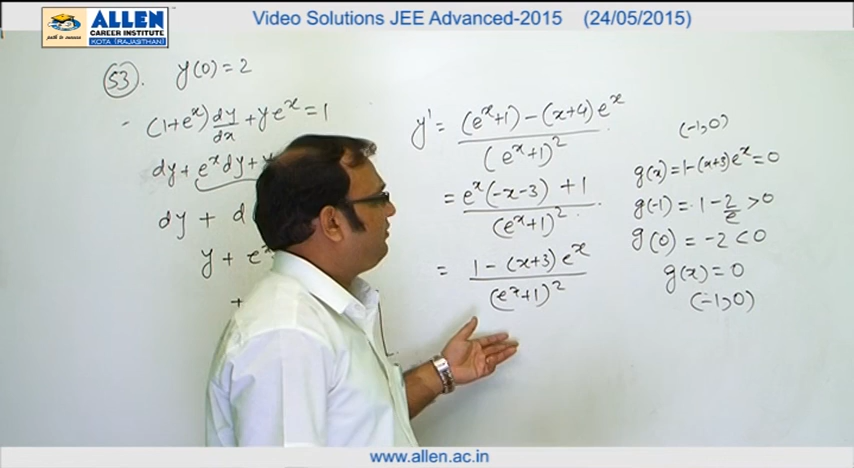 Video Solutions JEE Advanced-2015 (24/05/2015)
ALLEN
CAREER INSTITUTE
KOTA (RAJASTHAN)
path to success
53. y(0)=2
(1+e^x) dy/dx + ye^x = 1
dy + e^x dy + y
dy + d
y + e^x
+
y' = ((e^x+1) - (x+4)e^x)/(e^x+1)^2
= (e^x(-x-3) + 1)/(e^x+1)^2
= (1-(x+3)e^x)/(e^x+1)^2
(-1,0)
g(x) = 1-(x+3)e^x = 0
g(-1) = 1 - 2/e > 0
g(0) = -2 < 0
g(x) = 0
(-1,0)
www.allen.ac.in